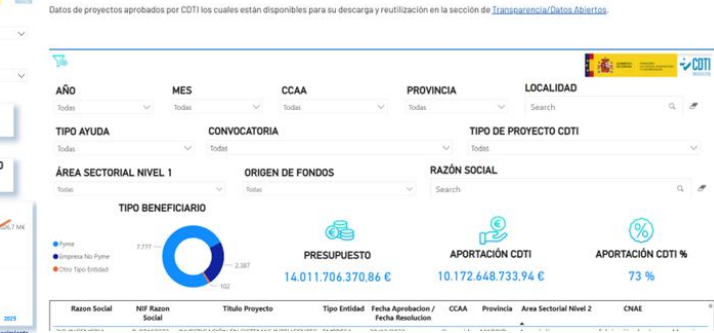 Datos de proyectos aprobados por CDTI los cuales están disponibles para su descarga y reutilización en la sección de Transparencia/Datos Abiertos.
CDTI
AÑO MES CCAA PROVINCIA LOCALIDAD
Todas Todas Todas Todas Search
TIPO AYUDA CONVOCATORIA TIPO DE PROYECTO CDTI
Todas Todas Todas
ÁREA SECTORIAL NIVEL 1 ORIGEN DE FONDOS RAZÓN SOCIAL
Todas Todas Search
TIPO BENEFICIARIO
Pyme
Empresa No Pyme
Otro Tipo Entidad
7.777
2.387
102
PRESUPUESTO APORTACIÓN CDTI APORTACIÓN CDTI %
14.011.706.370,86 € 10.172.648.733,94 € 73 %
2025
Razon Social NIF Razon Social Titulo Proyecto Tipo Entidad Fecha Aprobacion / Fecha Resolucion CCAA Provincia Area Sectorial Nivel 2 CNAE